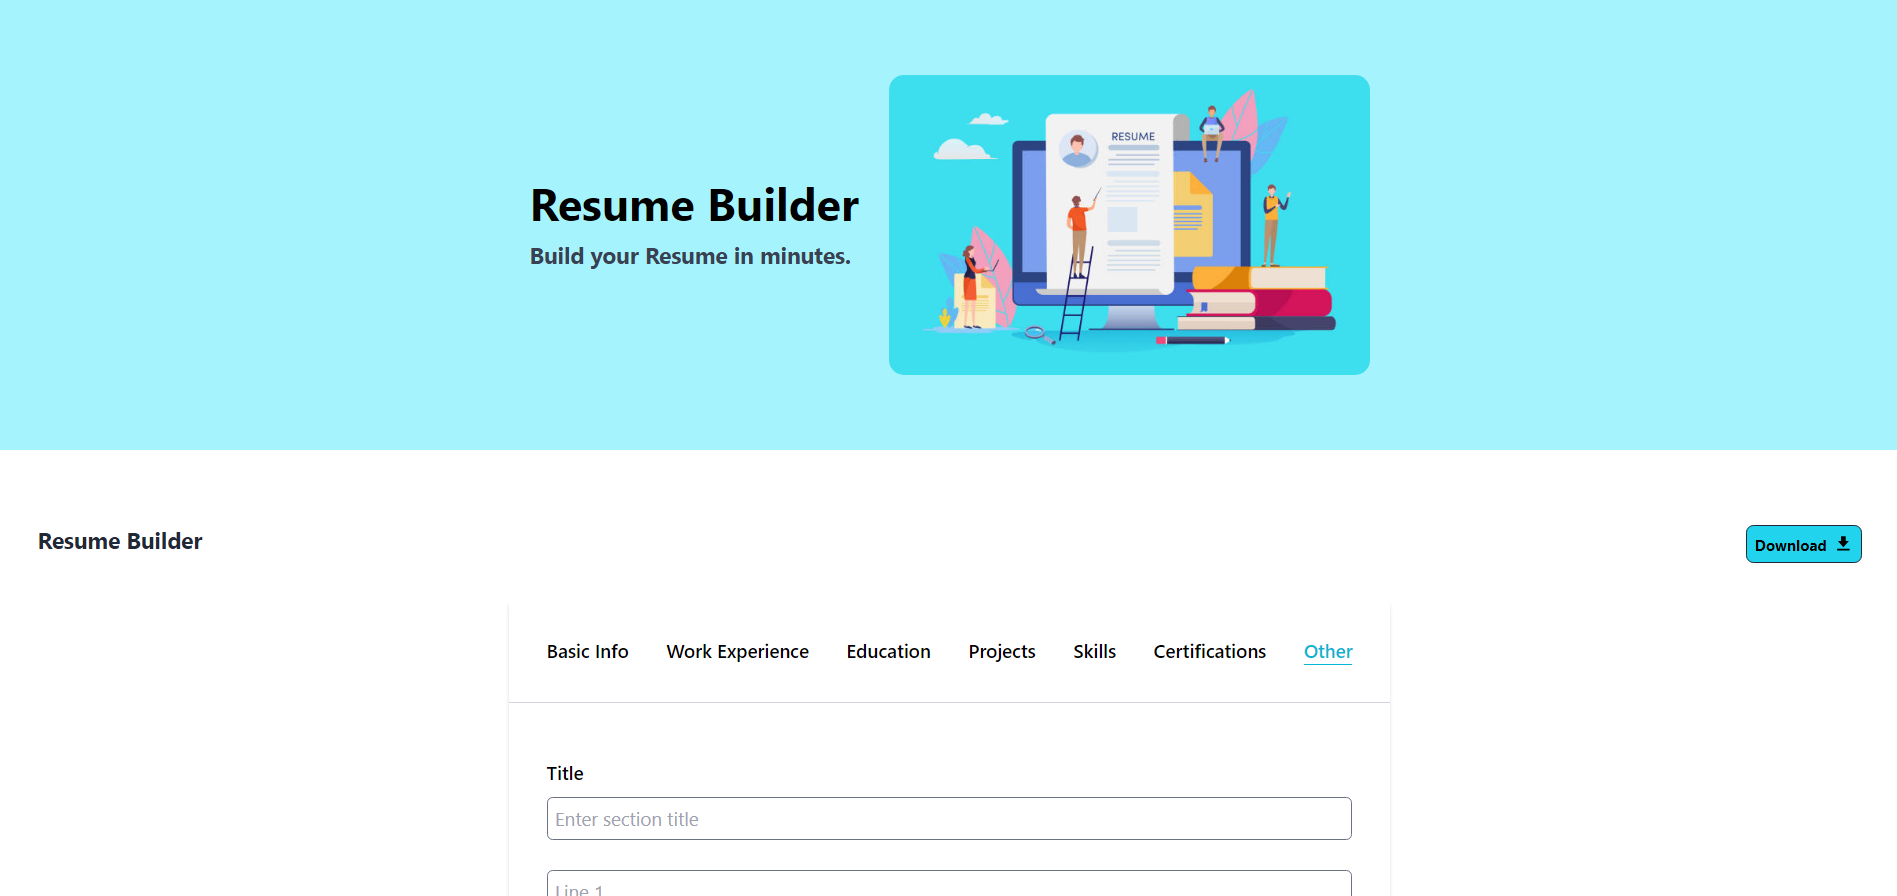 RESUME
Resume Builder
Build your Resume in minutes.
Resume Builder
Download
Basic Info Work Experience Education Projects Skills Certifications Other
Title
Enter section title
Line 1